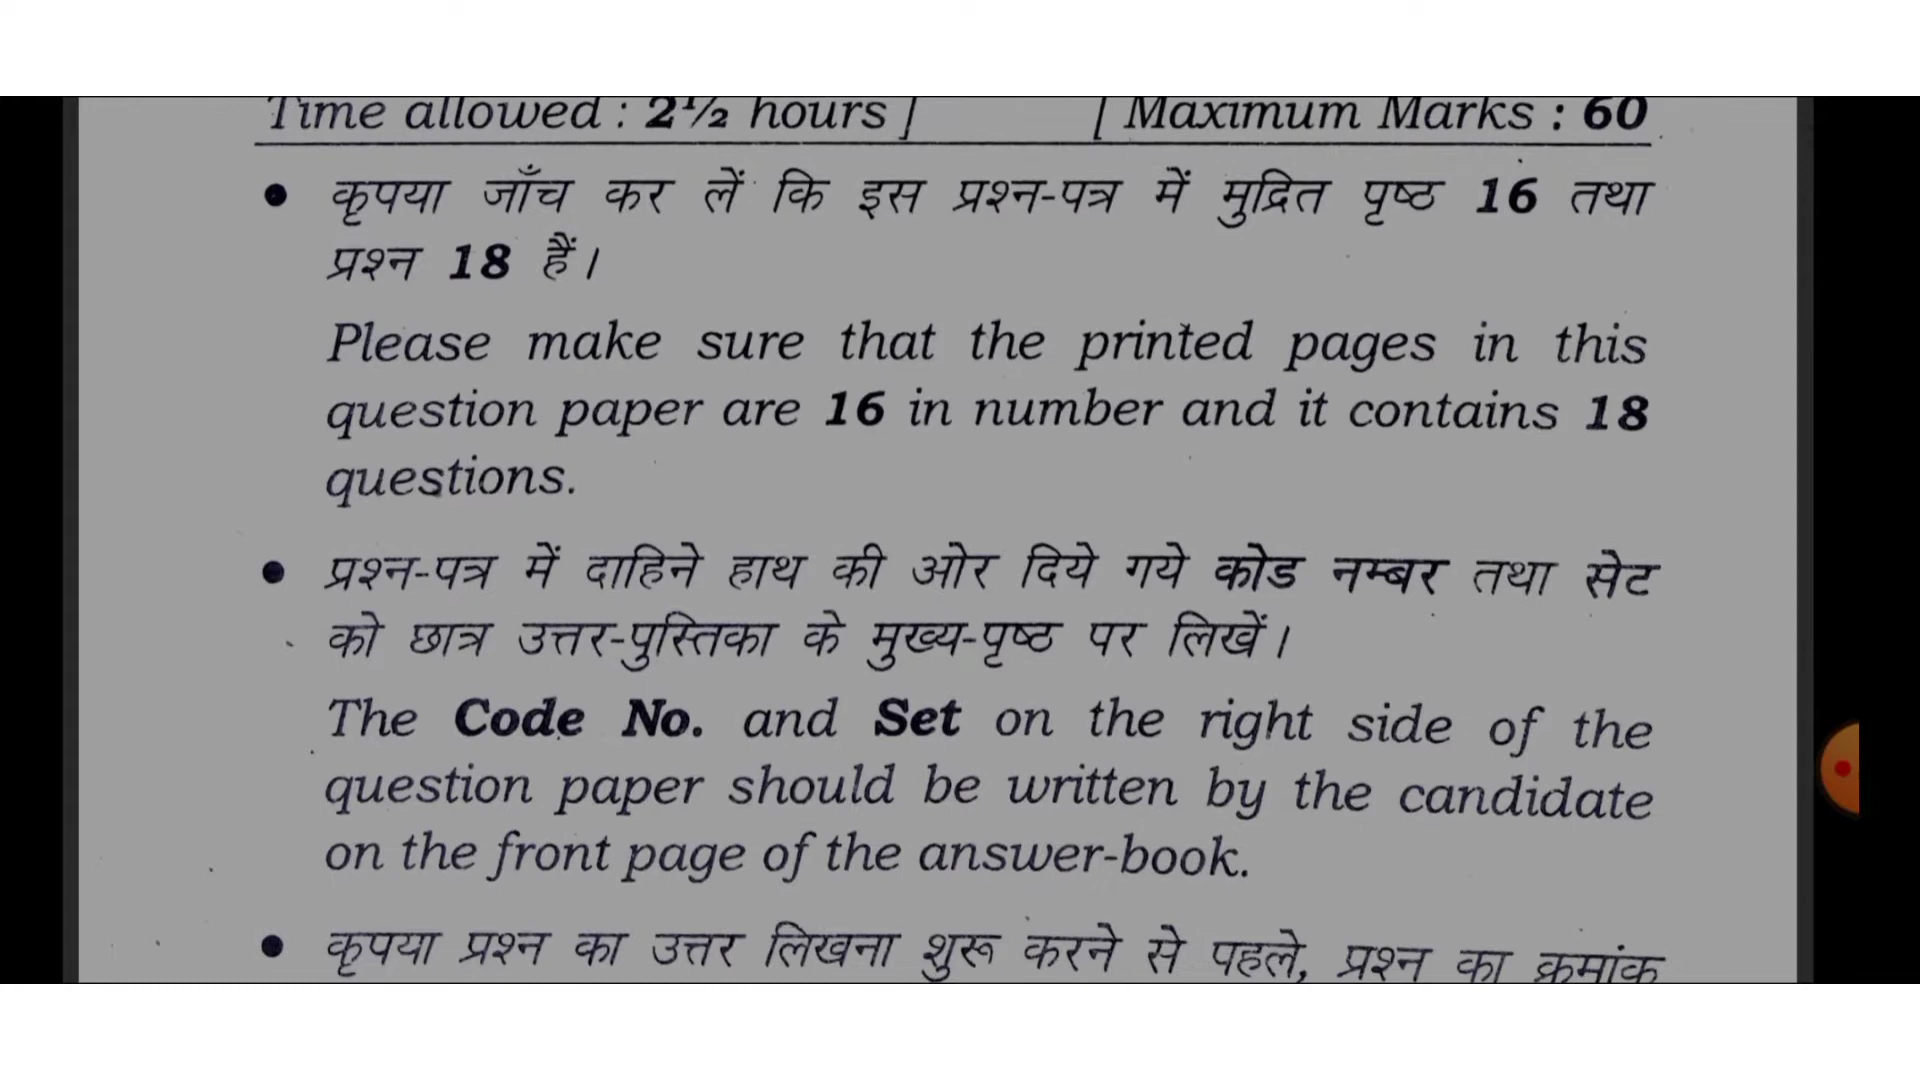 Time allowed : 2½ hours ] [ Maximum Marks : 60
• कृपया जाँच कर लें कि इस प्रश्न-पत्र में मुद्रित पृष्ठ 16 तथा
प्रश्न 18 हैं।
Please make sure that the printed pages in this
question paper are 16 in number and it contains 18
questions.
• प्रश्न-पत्र में दाहिने हाथ की ओर दिये गये कोड नम्बर तथा सेट
को छात्र उत्तर-पुस्तिका के मुख्य-पृष्ठ पर लिखें।
The Code No. and Set on the right side of the
question paper should be written by the candidate
on the front page of the answer-book.
• कृपया प्रश्न का उत्तर लिखना शुरू करने से पहले, प्रश्न का क्रमांक